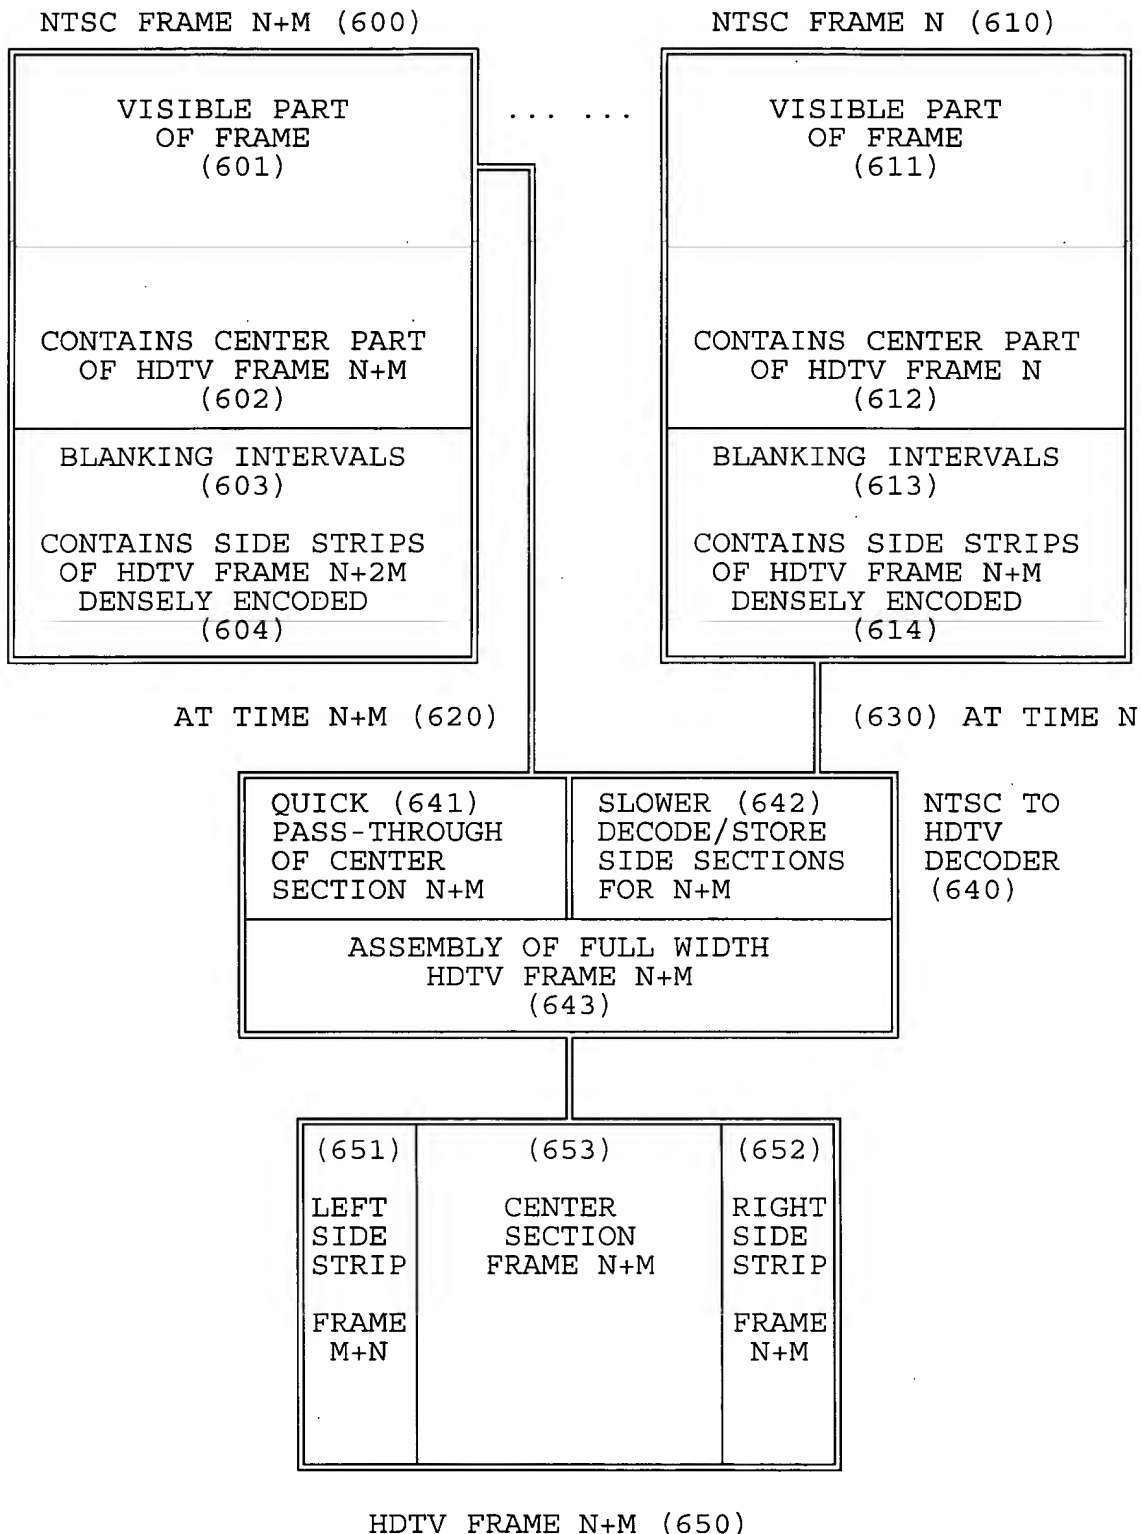 NTSC FRAME N+M (600)
VISIBLE PART
OF FRAME
(601)
CONTAINS CENTER PART
OF HDTV FRAME N+M
(602)
BLANKING INTERVALS
(603)
CONTAINS SIDE STRIPS
OF HDTV FRAME N+2M
DENSELY ENCODED
(604)
... ...
NTSC FRAME N (610)
VISIBLE PART
OF FRAME
(611)
CONTAINS CENTER PART
OF HDTV FRAME N
(612)
BLANKING INTERVALS
(613)
CONTAINS SIDE STRIPS
OF HDTV FRAME N+M
DENSELY ENCODED
(614)
AT TIME N+M (620)
(630) AT TIME N
QUICK (641)
PASS-THROUGH
OF CENTER
SECTION N+M
SLOWER (642)
DECODE/STORE
SIDE SECTIONS
FOR N+M
NTSC TO
HDTV
DECODER
(640)
ASSEMBLY OF FULL WIDTH
HDTV FRAME N+M
(643)
(651)
LEFT
SIDE
STRIP
FRAME
M+N
(653)
CENTER
SECTION
FRAME N+M
(652)
RIGHT
SIDE
STRIP
FRAME
N+M
HDTV FRAME N+M (650)